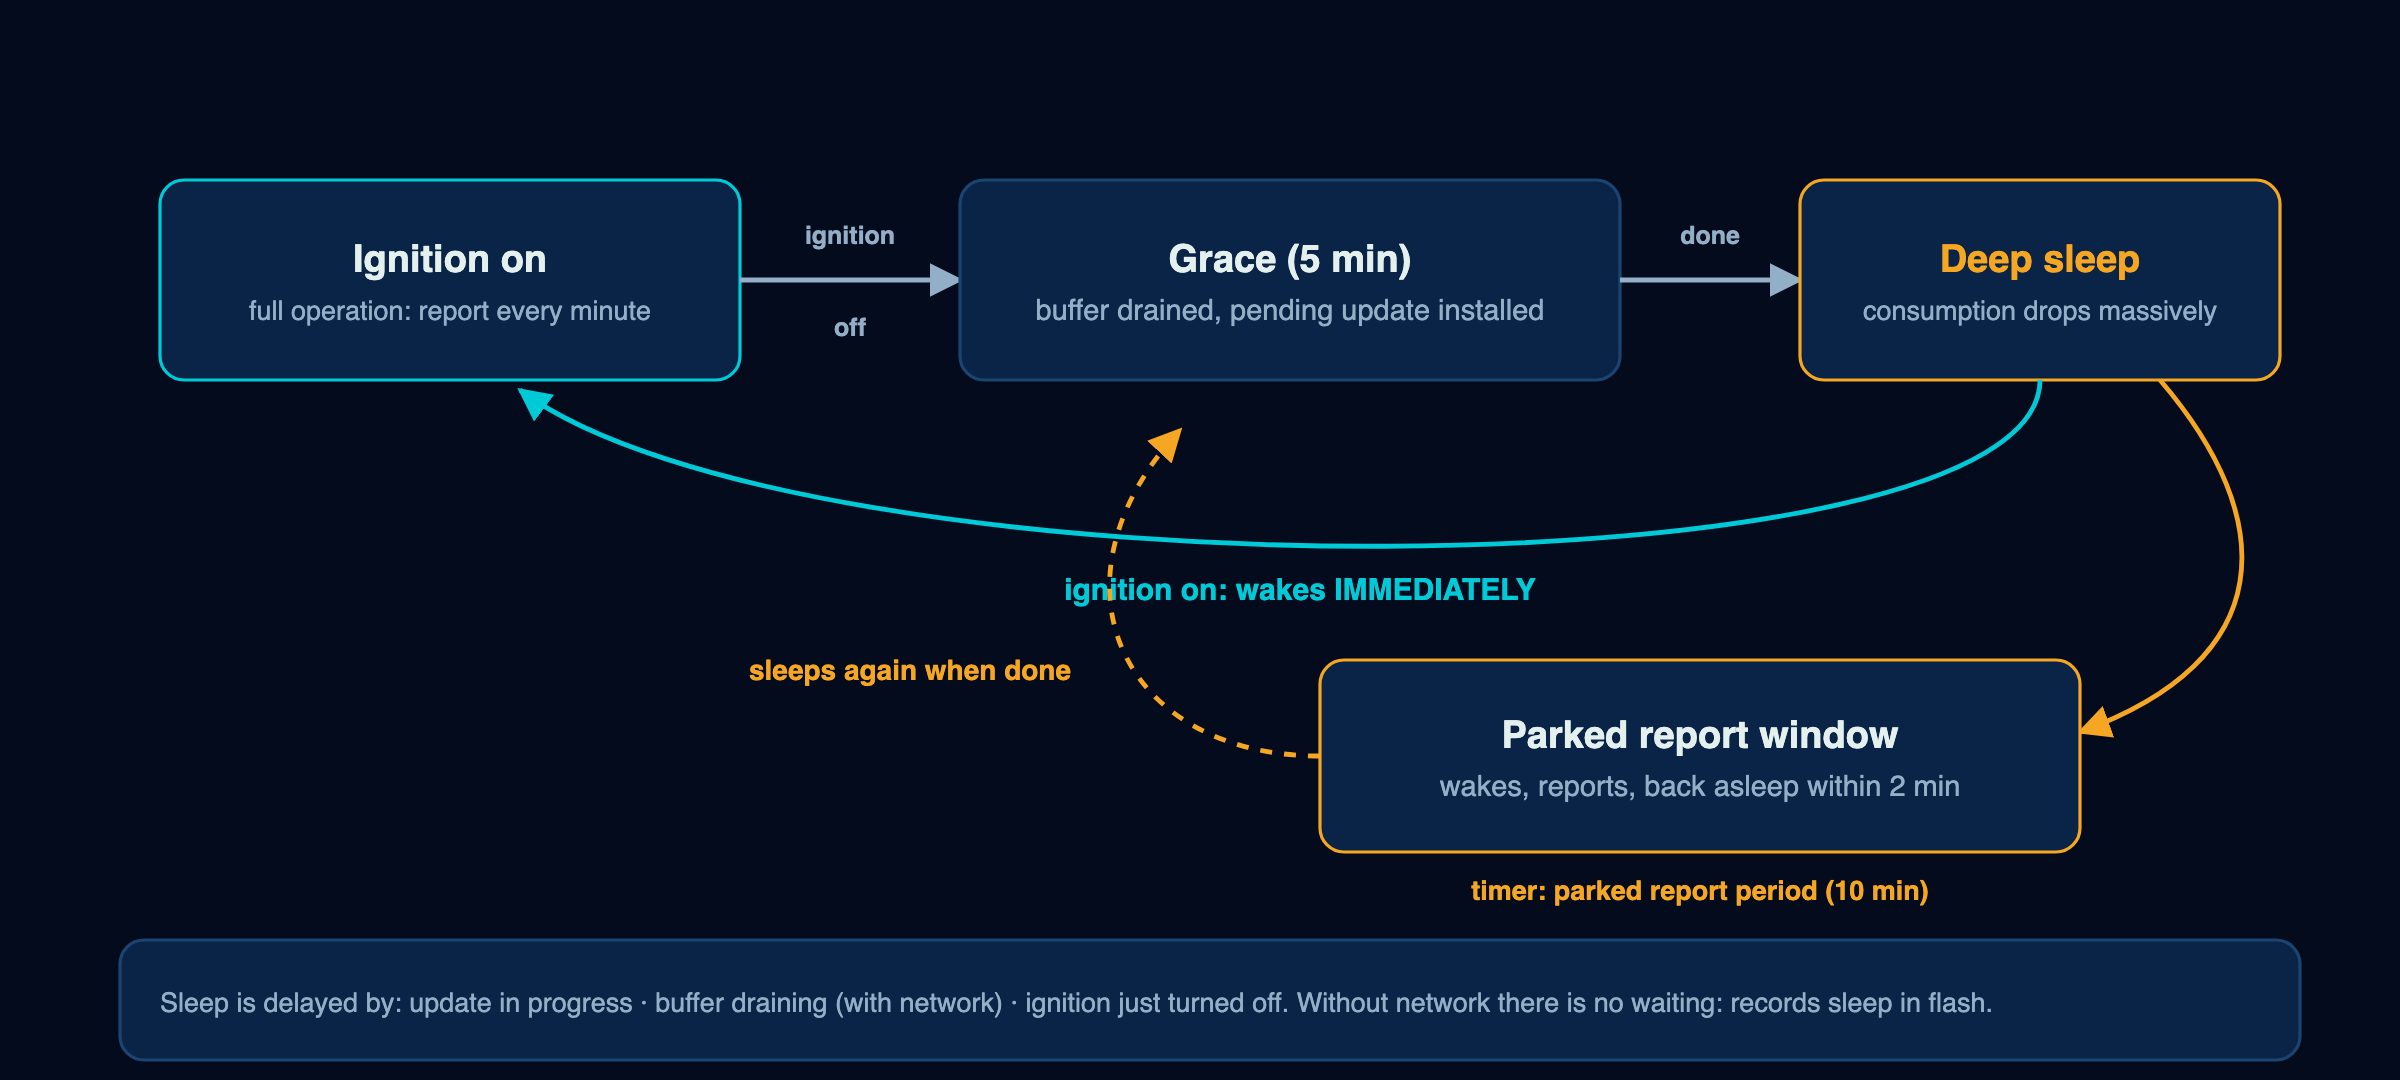 Ignition on
full operation: report every minute
ignition
off
Grace (5 min)
buffer drained, pending update installed
done
Deep sleep
consumption drops massively
ignition on: wakes IMMEDIATELY
sleeps again when done
Parked report window
wakes, reports, back asleep within 2 min
timer: parked report period (10 min)
Sleep is delayed by: update in progress · buffer draining (with network) · ignition just turned off. Without network there is no waiting: records sleep in flash.